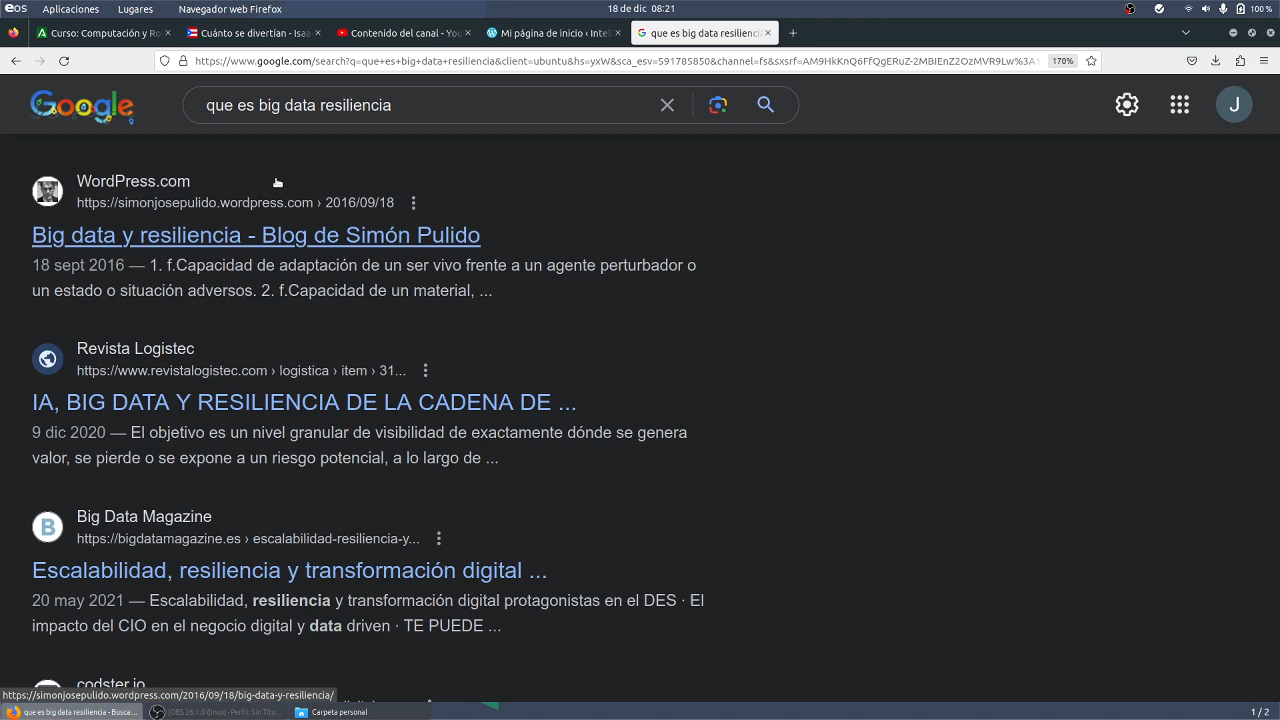 eos Aplicaciones Lugares Navegador web Firefox 18 de dic 08:21 100 %
Curso: Computación y Ro Cuánto se divertían - Isaa Contenido del canal - You Mi página de inicio ‹ Inteli que es big data resilienci
https://www.google.com/search?q=que+es+big+data+resiliencia&client=ubuntu&hs=yxW&sca_esv=591785850&channel=fs&sxsrf=AM9HkKnQ6FfQgERuZ-2MBIEnZ2OzMVR9Lw%3A1 170%
Google que es big data resiliencia J
WordPress.com
https://simonjosepulido.wordpress.com › 2016/09/18
Big data y resiliencia - Blog de Simón Pulido
18 sept 2016 — 1. f.Capacidad de adaptación de un ser vivo frente a un agente perturbador o
un estado o situación adversos. 2. f.Capacidad de un material, ...
Revista Logistec
https://www.revistalogistec.com › logistica › item › 31...
IA, BIG DATA Y RESILIENCIA DE LA CADENA DE ...
9 dic 2020 — El objetivo es un nivel granular de visibilidad de exactamente dónde se genera
valor, se pierde o se expone a un riesgo potencial, a lo largo de ...
B Big Data Magazine
https://bigdatamagazine.es › escalabilidad-resiliencia-y...
Escalabilidad, resiliencia y transformación digital ...
20 may 2021 — Escalabilidad, resiliencia y transformación digital protagonistas en el DES · El
impacto del CIO en el negocio digital y data driven · TE PUEDE ...
codster.io
https://simonjosepulido.wordpress.com/2016/09/18/big-data-y-resiliencia/
que es big data resiliencia - Busca... [OBS 26.1.0 (linux) - Perfil: Sin Títu... Carpeta personal 1 / 2